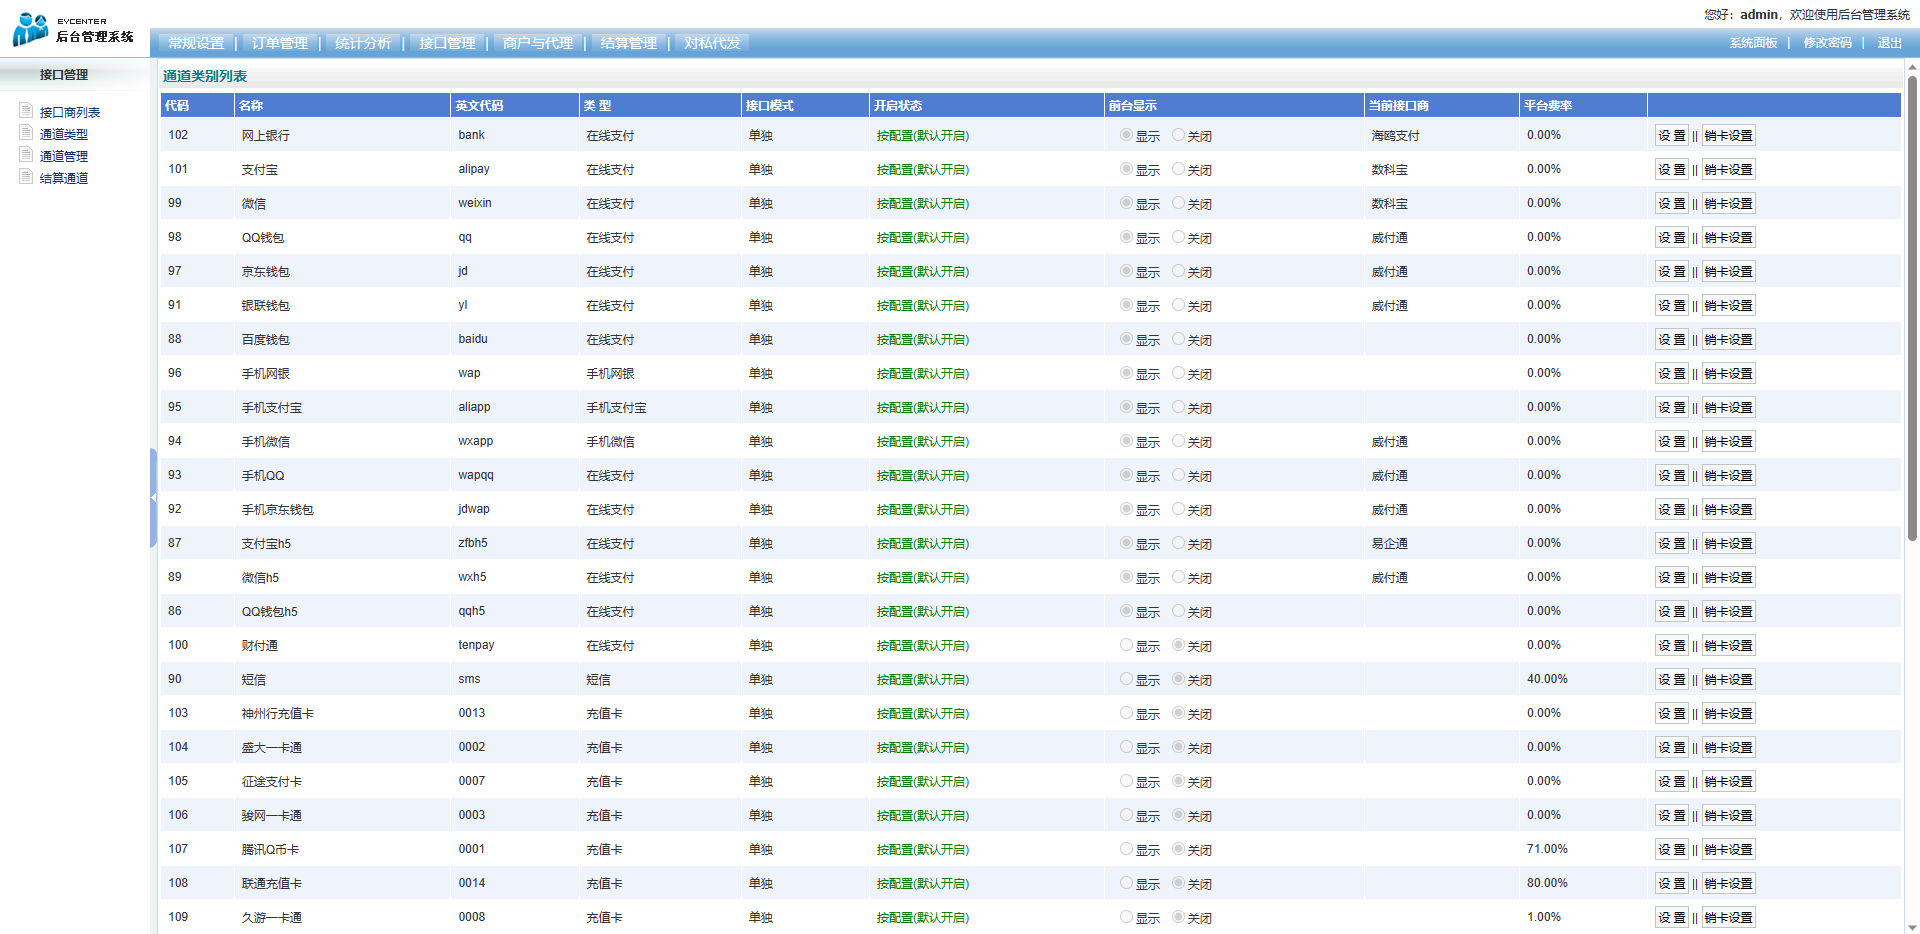 您好：admin，欢迎使用后台管理系统
EVCENTER
后台管理系统
常规设置 | 订单管理 | 统计分析 | 接口管理 | 商户与代理 | 结算管理 | 对私代发
系统面板 | 修改密码 | 退出
接口管理
接口商列表
通道类型
通道管理
结算通道
通道类别列表
代码 名称 英文代码 类 型 接口模式 开启状态 前台显示 当前接口商 平台费率
102 网上银行 bank 在线支付 单独 按配置(默认开启) 显示 关闭 海鸥支付 0.00% 设 置 || 销卡设置
101 支付宝 alipay 在线支付 单独 按配置(默认开启) 显示 关闭 数科宝 0.00% 设 置 || 销卡设置
99 微信 weixin 在线支付 单独 按配置(默认开启) 显示 关闭 数科宝 0.00% 设 置 || 销卡设置
98 QQ钱包 qq 在线支付 单独 按配置(默认开启) 显示 关闭 威付通 0.00% 设 置 || 销卡设置
97 京东钱包 jd 在线支付 单独 按配置(默认开启) 显示 关闭 威付通 0.00% 设 置 || 销卡设置
91 银联钱包 yl 在线支付 单独 按配置(默认开启) 显示 关闭 威付通 0.00% 设 置 || 销卡设置
88 百度钱包 baidu 在线支付 单独 按配置(默认开启) 显示 关闭 0.00% 设 置 || 销卡设置
96 手机网银 wap 手机网银 单独 按配置(默认开启) 显示 关闭 0.00% 设 置 || 销卡设置
95 手机支付宝 aliapp 手机支付宝 单独 按配置(默认开启) 显示 关闭 0.00% 设 置 || 销卡设置
94 手机微信 wxapp 手机微信 单独 按配置(默认开启) 显示 关闭 威付通 0.00% 设 置 || 销卡设置
93 手机QQ wapqq 在线支付 单独 按配置(默认开启) 显示 关闭 威付通 0.00% 设 置 || 销卡设置
92 手机京东钱包 jdwap 在线支付 单独 按配置(默认开启) 显示 关闭 威付通 0.00% 设 置 || 销卡设置
87 支付宝h5 zfbh5 在线支付 单独 按配置(默认开启) 显示 关闭 易企通 0.00% 设 置 || 销卡设置
89 微信h5 wxh5 在线支付 单独 按配置(默认开启) 显示 关闭 威付通 0.00% 设 置 || 销卡设置
86 QQ钱包h5 qqh5 在线支付 单独 按配置(默认开启) 显示 关闭 0.00% 设 置 || 销卡设置
100 财付通 tenpay 在线支付 单独 按配置(默认开启) 显示 关闭 0.00% 设 置 || 销卡设置
90 短信 sms 短信 单独 按配置(默认开启) 显示 关闭 40.00% 设 置 || 销卡设置
103 神州行充值卡 0013 充值卡 单独 按配置(默认开启) 显示 关闭 0.00% 设 置 || 销卡设置
104 盛大一卡通 0002 充值卡 单独 按配置(默认开启) 显示 关闭 0.00% 设 置 || 销卡设置
105 征途支付卡 0007 充值卡 单独 按配置(默认开启) 显示 关闭 0.00% 设 置 || 销卡设置
106 骏网一卡通 0003 充值卡 单独 按配置(默认开启) 显示 关闭 0.00% 设 置 || 销卡设置
107 腾讯Q币卡 0001 充值卡 单独 按配置(默认开启) 显示 关闭 71.00% 设 置 || 销卡设置
108 联通充值卡 0014 充值卡 单独 按配置(默认开启) 显示 关闭 80.00% 设 置 || 销卡设置
109 久游一卡通 0008 充值卡 单独 按配置(默认开启) 显示 关闭 1.00% 设 置 || 销卡设置